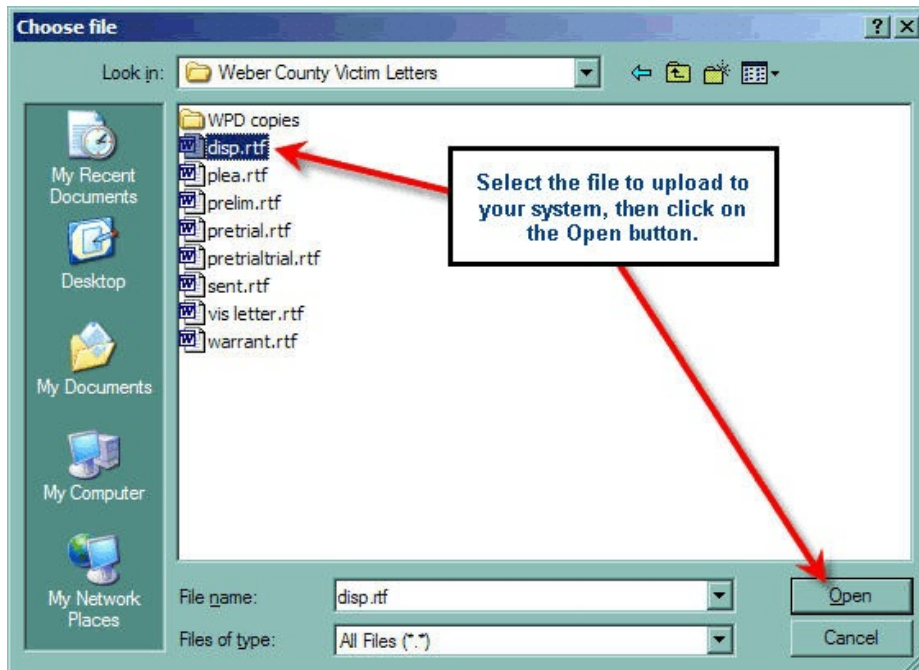 Choose file
Look in:
Weber County Victim Letters
My Recent
Documents
Desktop
My Documents
My Computer
My Network
Places
WPD copies
disp.rtf
plea.rtf
prelim.rtf
pretrial.rtf
pretrialtrial.rtf
sent.rtf
vis letter.rtf
warrant.rtf
Select the file to upload to
your system, then click on
the Open button.
File name:
disp.rtf
Open
Files of type:
All Files (*.*)
Cancel